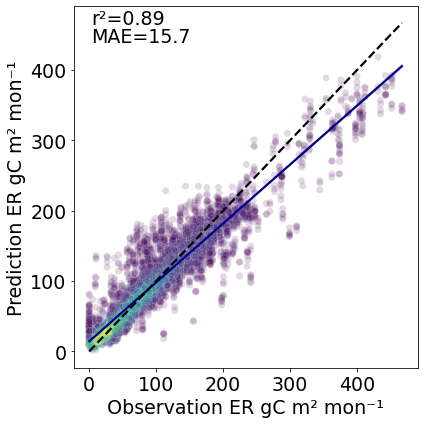 r²=0.89
MAE=15.7
Prediction ER gC m² mon⁻¹
400
300
200
100
0
0 100 200 300 400
Observation ER gC m² mon⁻¹